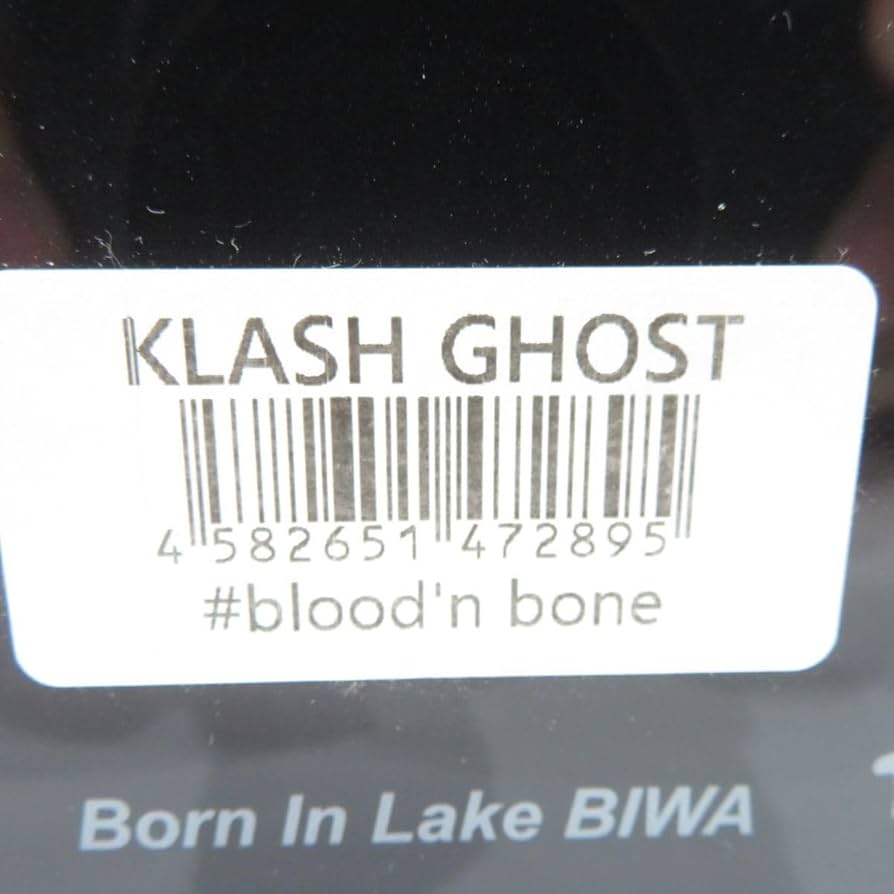 KLASH GHOST
4 582651 472895
#blood'n bone
Born In Lake BIWA